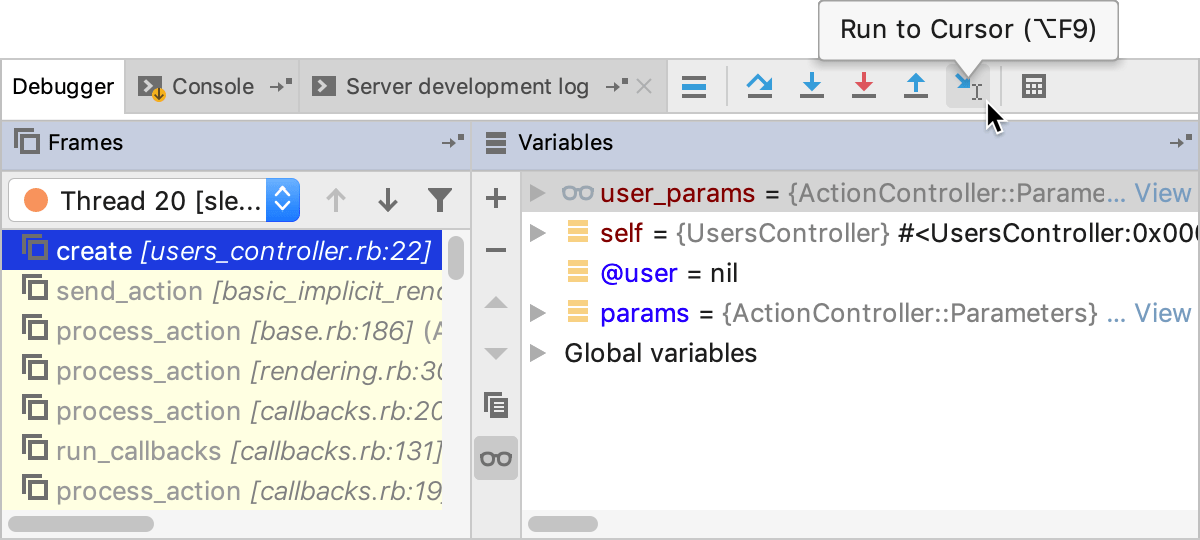 Run to Cursor (⌥F9)
Debugger Console Server development log
Frames
Variables
Thread 20 [sle...
create [users_controller.rb:22]
send_action [basic_implicit_ren
process_action [base.rb:186] (A
process_action [rendering.rb:30
process_action [callbacks.rb:20
run_callbacks [callbacks.rb:131]
process_action [callbacks.rb:19
user_params = {ActionController::Parame... View
self = {UsersController} #<UsersController:0x000
@user = nil
params = {ActionController::Parameters} ... View
Global variables